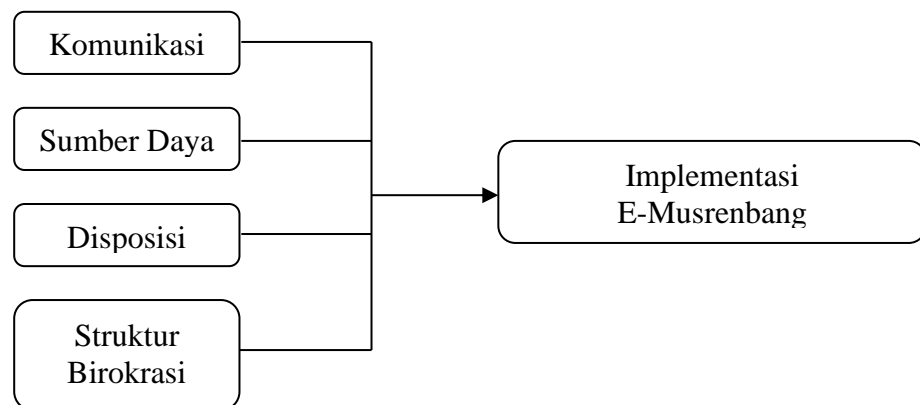 Komunikasi
Sumber Daya
Disposisi
Struktur
Birokrasi
Implementasi
E-Musrenbang